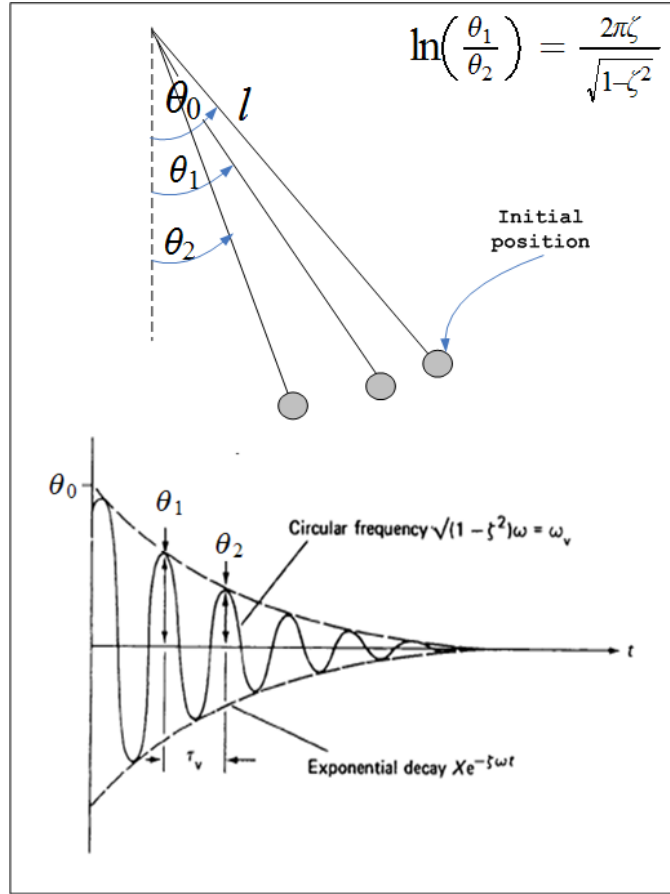 ln(θ₁/θ₂) = 2πζ/√(1–ζ²)
θ₀
l
θ₁
θ₂
Initial
position
θ₀
θ₁
θ₂
Circular frequency √(1 – ζ²)ω = ωᵥ
t
τᵥ
Exponential decay Xe^(–ζωt)